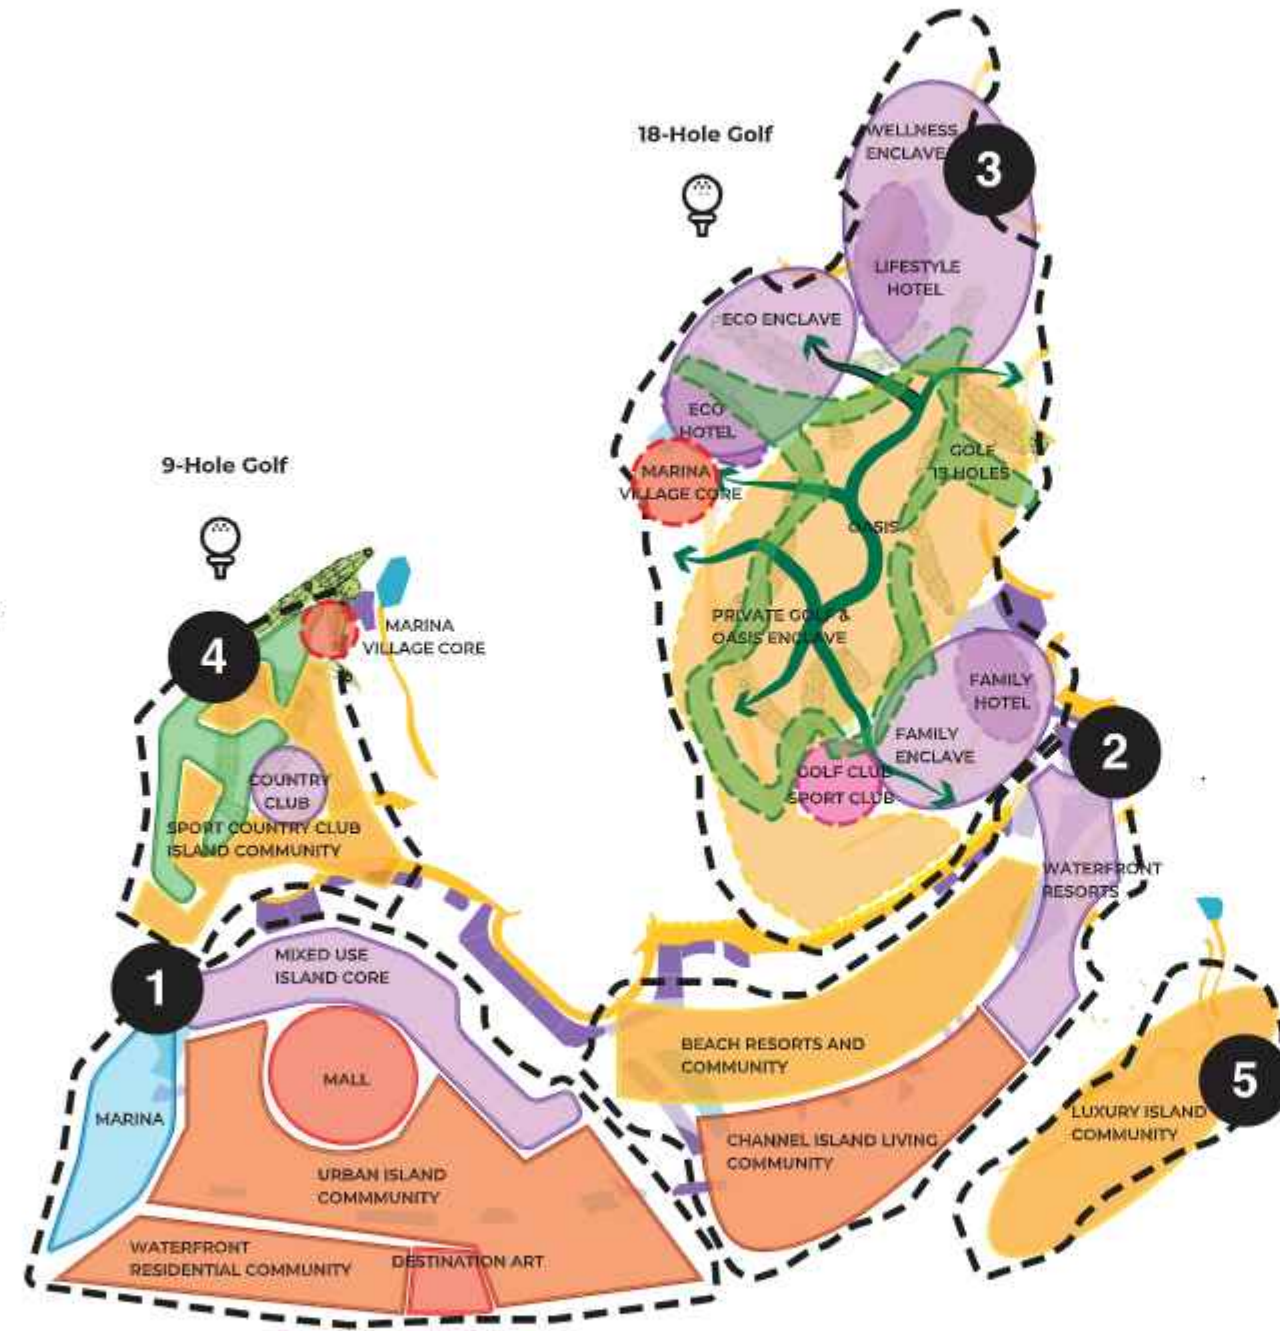 18-Hole Golf
WELLNESS
ENCLAVE
3
LIFESTYLE
HOTEL
ECO ENCLAVE
ECO
HOTEL
MARINA
VILLAGE CORE
GOLF
13 HOLES
OASIS
PRIVATE GOLF &
OASIS ENCLAVE
FAMILY
HOTEL
FAMILY
ENCLAVE
GOLF CLUB
SPORT CLUB
9-Hole Golf
4
MARINA
VILLAGE CORE
COUNTRY
CLUB
SPORT COUNTRY CLUB
ISLAND COMMUNITY
2
WATERFRONT
RESORTS
1
MIXED USE
ISLAND CORE
MALL
MARINA
URBAN ISLAND
COMMMUNITY
WATERFRONT
RESIDENTIAL COMMUNITY
DESTINATION ART
BEACH RESORTS AND
COMMUNITY
CHANNEL ISLAND LIVING
COMMUNITY
5
LUXURY ISLAND
COMMUNITY